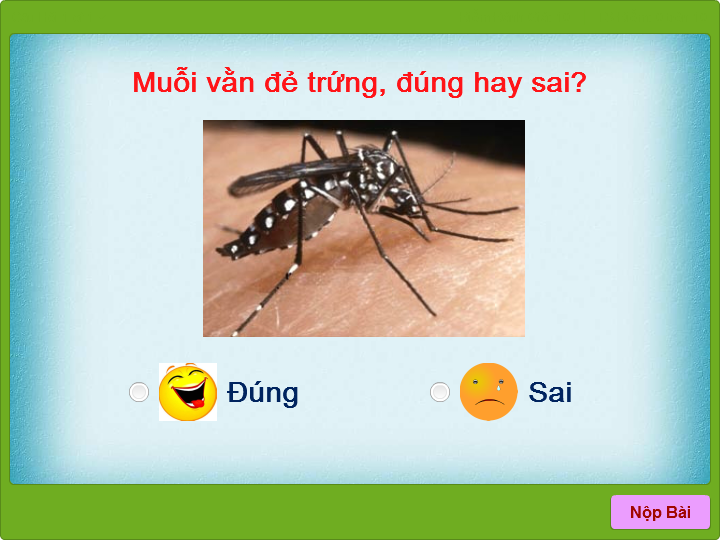 Muỗi vằn đẻ trứng, đúng hay sai?
Đúng
Sai
Nộp Bài